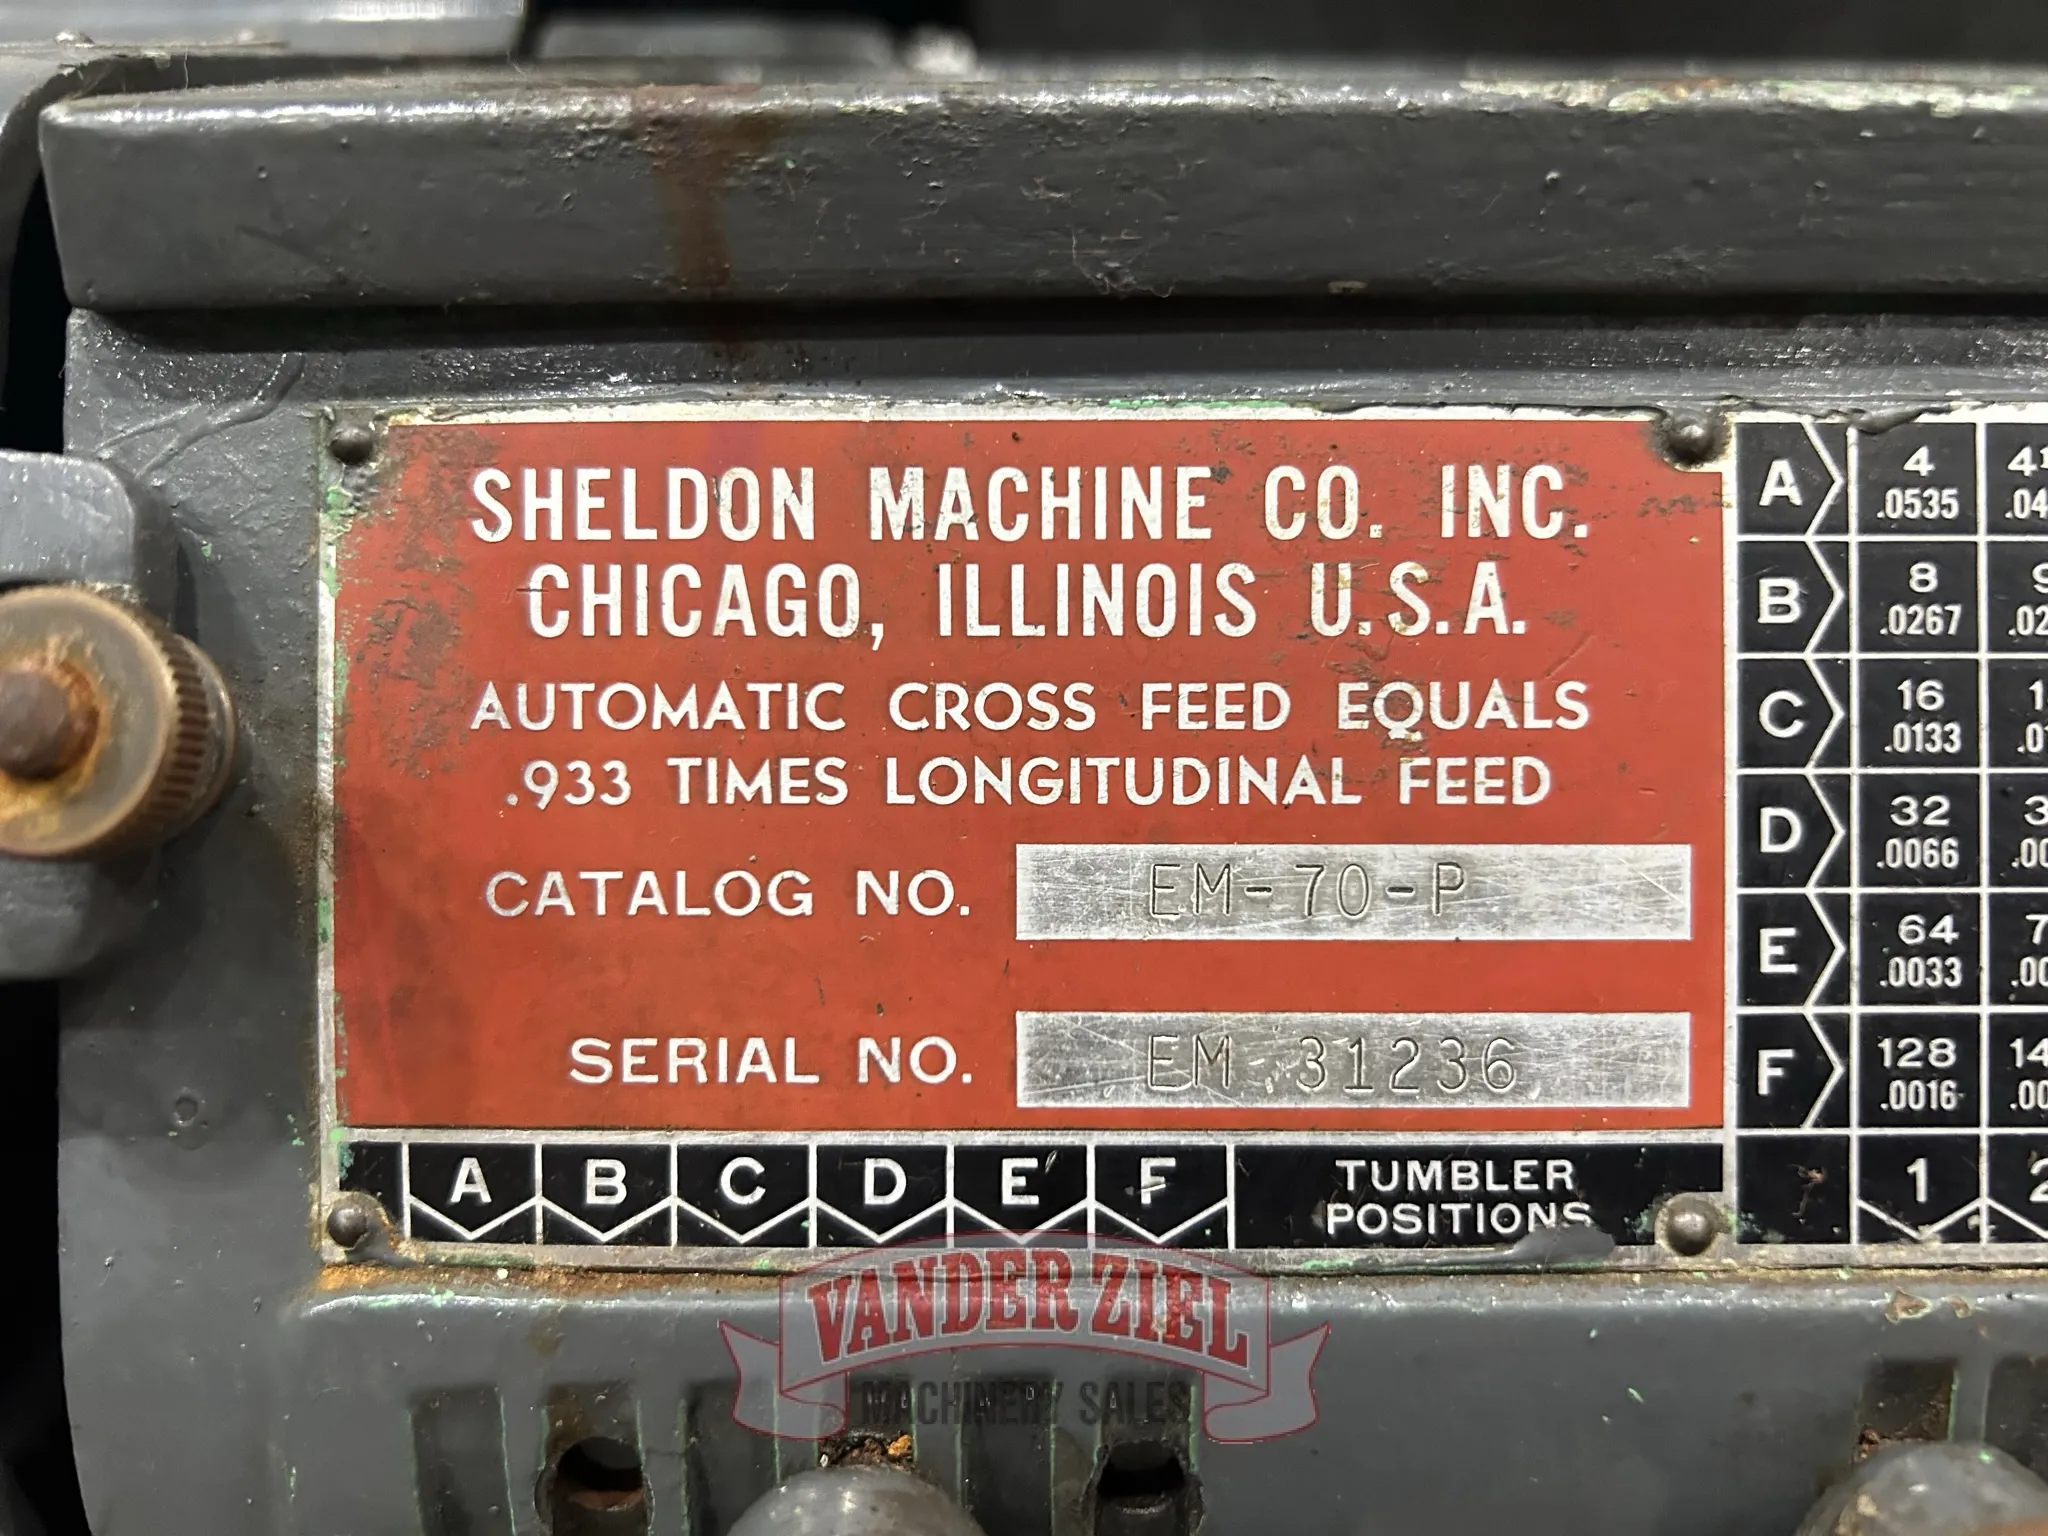 SHELDON MACHINE CO. INC.
CHICAGO, ILLINOIS U.S.A.
AUTOMATIC CROSS FEED EQUALS
.933 TIMES LONGITUDINAL FEED
CATALOG NO. EM-70-P
SERIAL NO. EM 31236
A B C D E F TUMBLER
POSITIONS
A 4
.0535
B 8
.0267
C 16
.0133
D 32
.0066
E 64
.0033
F 128
.0016
1 2
VANDER ZIEL
MACHINERY SALES